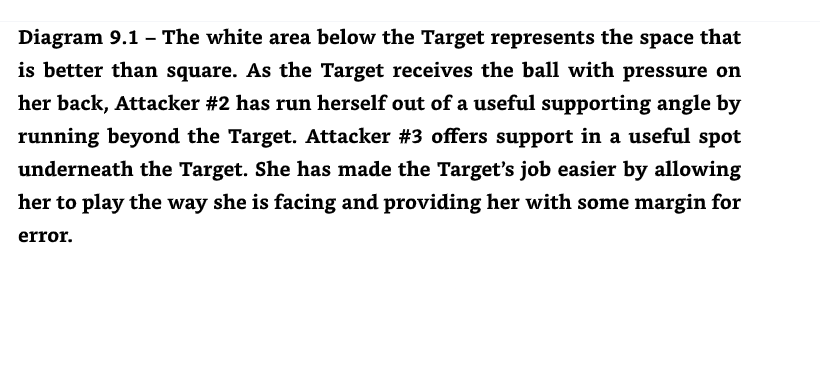 Diagram 9.1 – The white area below the Target represents the space that
is better than square. As the Target receives the ball with pressure on
her back, Attacker #2 has run herself out of a useful supporting angle by
running beyond the Target. Attacker #3 offers support in a useful spot
underneath the Target. She has made the Target’s job easier by allowing
her to play the way she is facing and providing her with some margin for
error.